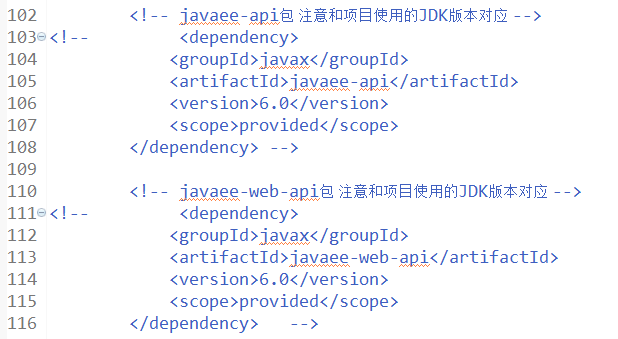 102 <!-- javaee-api包 注意和项目使用的JDK版本对应 -->
103 <!-- <dependency>
104 <groupId>javax</groupId>
105 <artifactId>javaee-api</artifactId>
106 <version>6.0</version>
107 <scope>provided</scope>
108 </dependency> -->
109
110 <!-- javaee-web-api包 注意和项目使用的JDK版本对应 -->
111 <!-- <dependency>
112 <groupId>javax</groupId>
113 <artifactId>javaee-web-api</artifactId>
114 <version>6.0</version>
115 <scope>provided</scope>
116 </dependency> -->